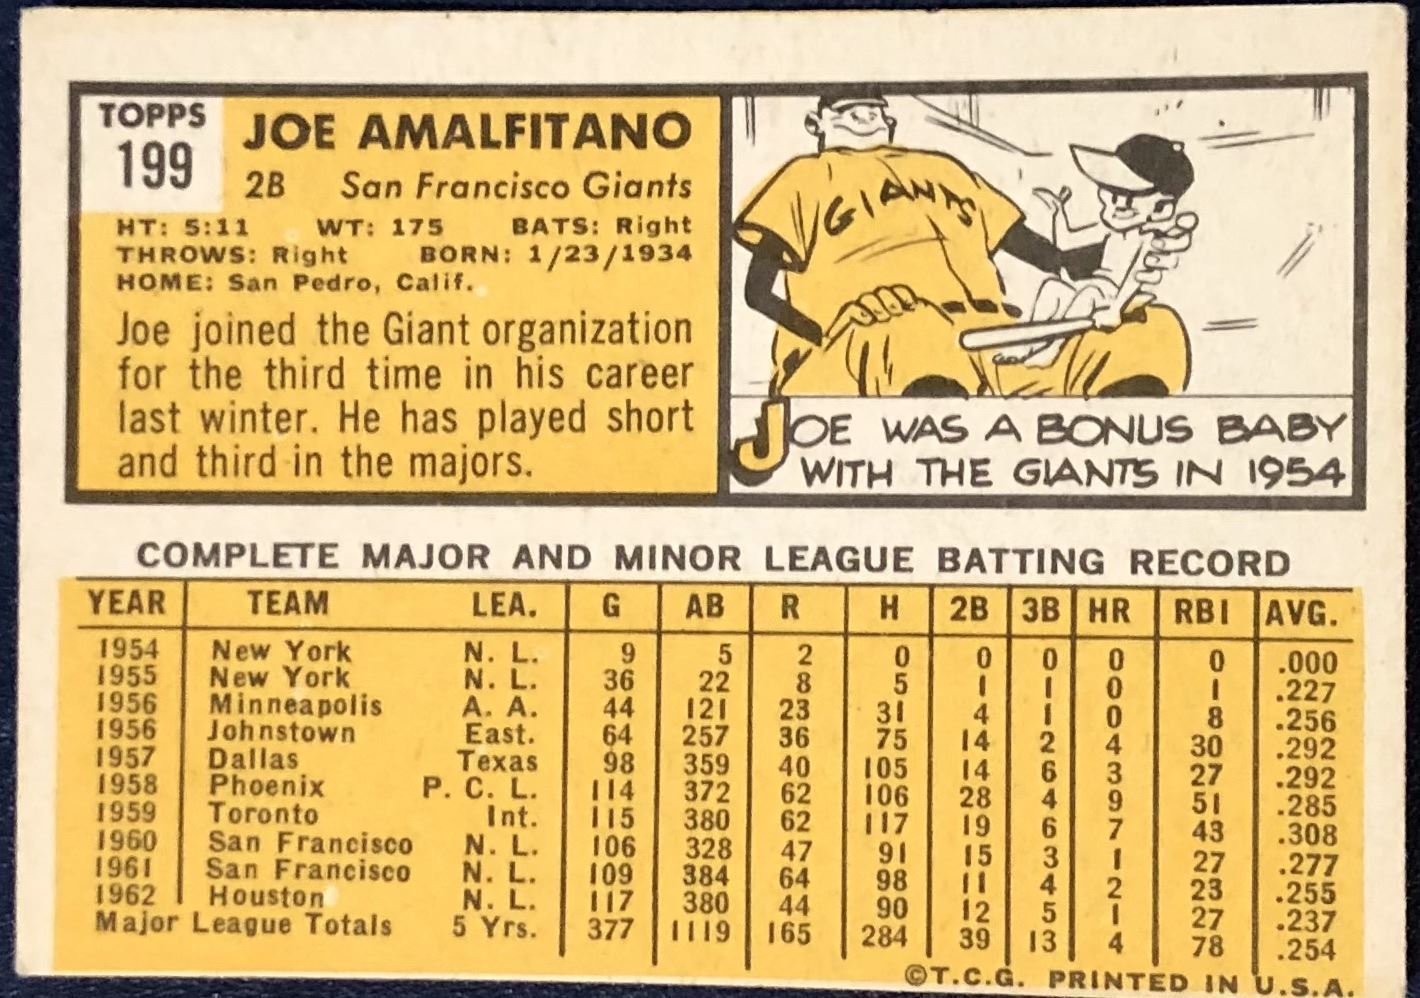 TOPPS
199
JOE AMALFITANO
2B San Francisco Giants
HT: 5:11 WT: 175 BATS: Right
THROWS: Right BORN: 1/23/1934
HOME: San Pedro, Calif.
Joe joined the Giant organization
for the third time in his career
last winter. He has played short
and third in the majors.
GIANTS
JOE WAS A BONUS BABY
WITH THE GIANTS IN 1954
COMPLETE MAJOR AND MINOR LEAGUE BATTING RECORD
YEAR TEAM LEA. G AB R H 2B 3B HR RBI AVG.
1954 New York N. L. 9 5 2 0 0 0 0 0 .000
1955 New York N. L. 36 22 8 5 1 1 0 1 .227
1956 Minneapolis A. A. 44 121 23 31 4 1 0 8 .256
1956 Johnstown East. 64 257 36 75 14 2 4 30 .292
1957 Dallas Texas 98 359 40 105 14 6 3 27 .292
1958 Phoenix P. C. L. 114 372 62 106 28 4 9 51 .285
1959 Toronto Int. 115 380 62 117 19 6 7 43 .308
1960 San Francisco N. L. 106 328 47 91 15 3 1 27 .277
1961 San Francisco N. L. 109 384 64 98 11 4 2 23 .255
1962 Houston N. L. 117 380 44 90 12 5 1 27 .237
Major League Totals 5 Yrs. 377 1119 165 284 39 13 4 78 .254
©T.C.G. PRINTED IN U.S.A.